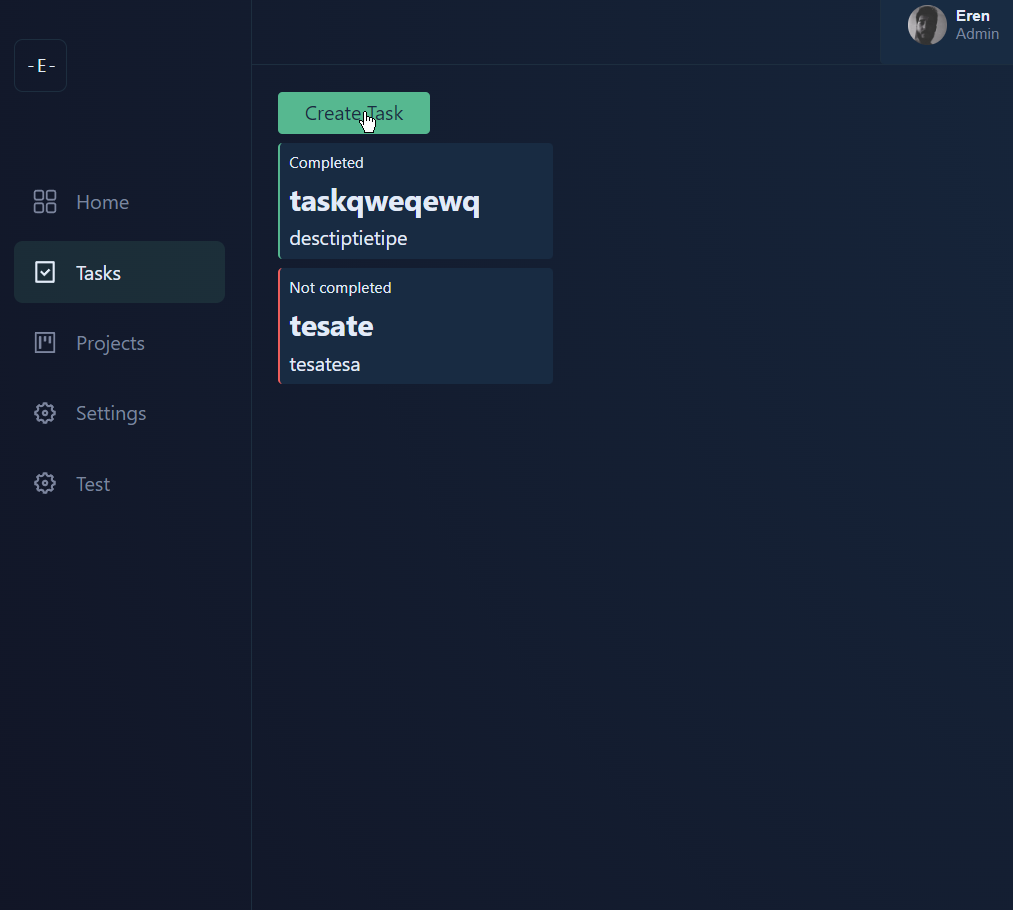 -E-
Eren
Admin
Home
Tasks
Projects
Settings
Test
Create Task
Completed
taskqweqewq
desctiptietipe
Not completed
tesate
tesatesa